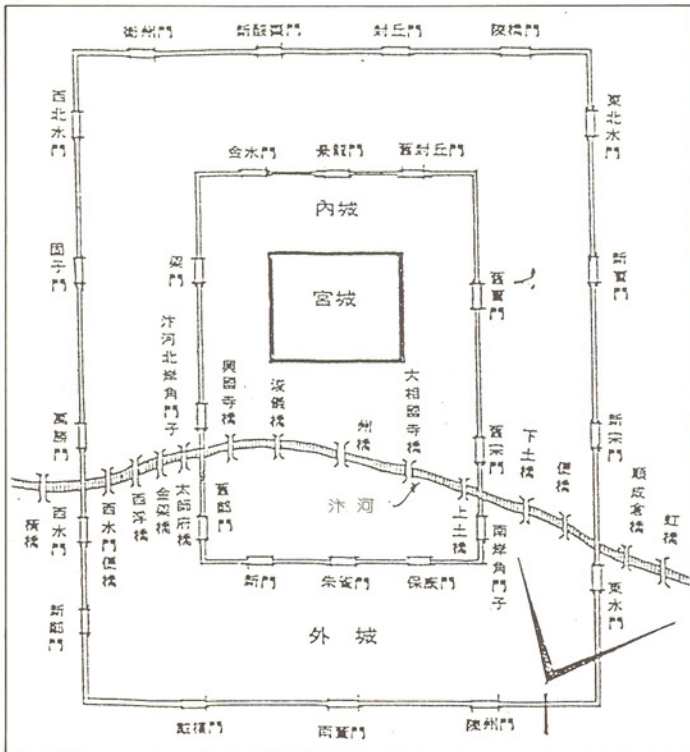 衛州門
新酸棗門
封丘門
陳橋門
西北水門
東北水門
金水門
景龍門
舊封丘門
內城
固子門
梁門
宮城
舊曹門
新曹門
汴河北岸角門子
興國寺橋
浚儀橋
州橋
大相國寺橋
萬勝門
舊宋門
下土橋
便橋
新宋門
順成倉橋
虹橋
橫橋
西水門
西水門便橋
西浮橋
金梁橋
太師府橋
舊鄭門
汴河
上土橋
南岸角門子
東水門
新鄭門
新門
朱雀門
保康門
外城
戴樓門
南薰門
陳州門